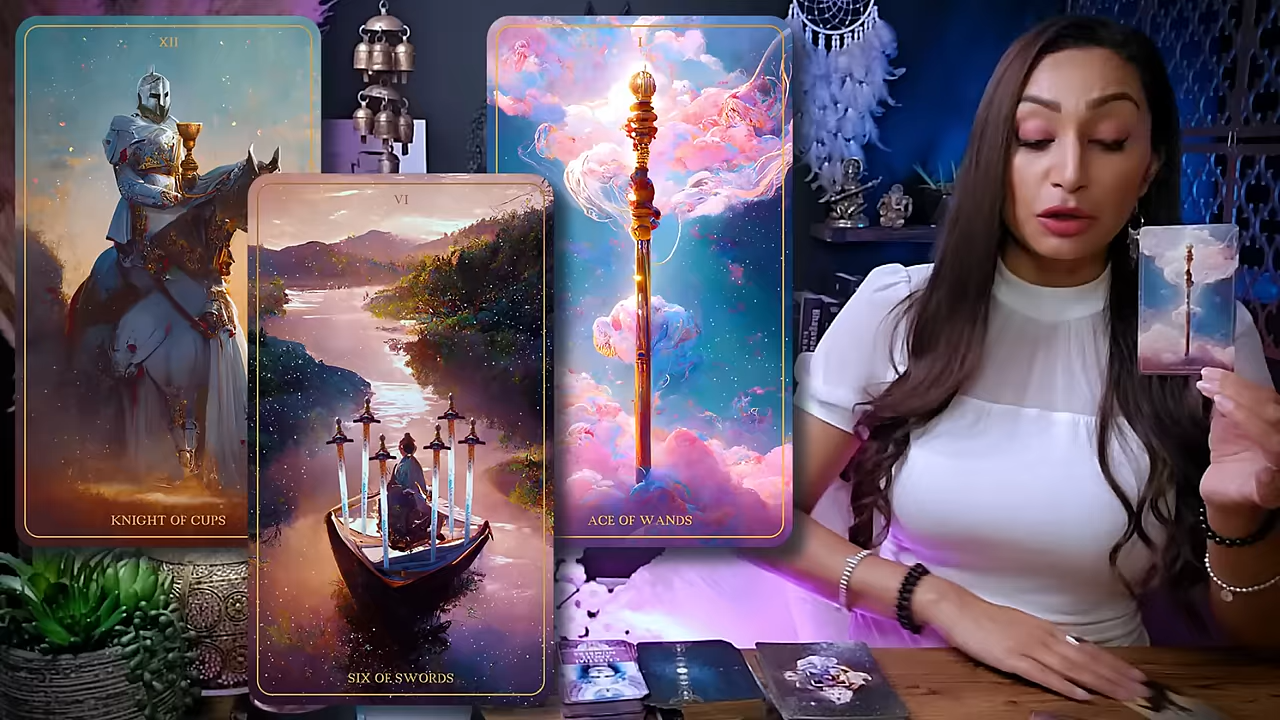 XII
KNIGHT OF CUPS
VI
SIX OF SWORDS
I
ACE OF WANDS